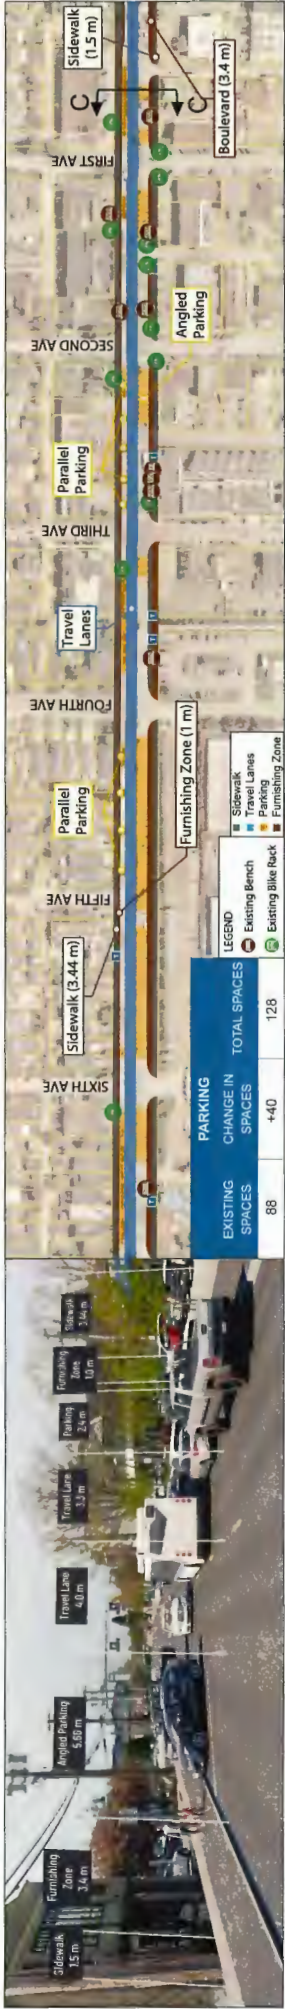 Sidewalk
1.5 m
Furnishing
Zone
3.4 m
Angled Parking
5.60 m
Travel Lane
4.0 m
Travel Lane
3.3 m
Parking
2.4 m
Furnishing
Zone
1.0 m
Sidewalk
3.44 m
SIXTH AVE
FIFTH AVE
FOURTH AVE
THIRD AVE
SECOND AVE
FIRST AVE
Sidewalk (3.44 m)
Parallel
Parking
Travel
Lanes
Parallel
Parking
Sidewalk
(1.5 m)
C
C
Furnishing Zone (1 m)
Angled
Parking
Boulevard (3.4 m)
PARKING
EXISTING
SPACES
CHANGE IN
SPACES
TOTAL SPACES
88
+40
128
LEGEND
Existing Bench
Existing Bike Rack
Sidewalk
Travel Lanes
Parking
Furnishing Zone